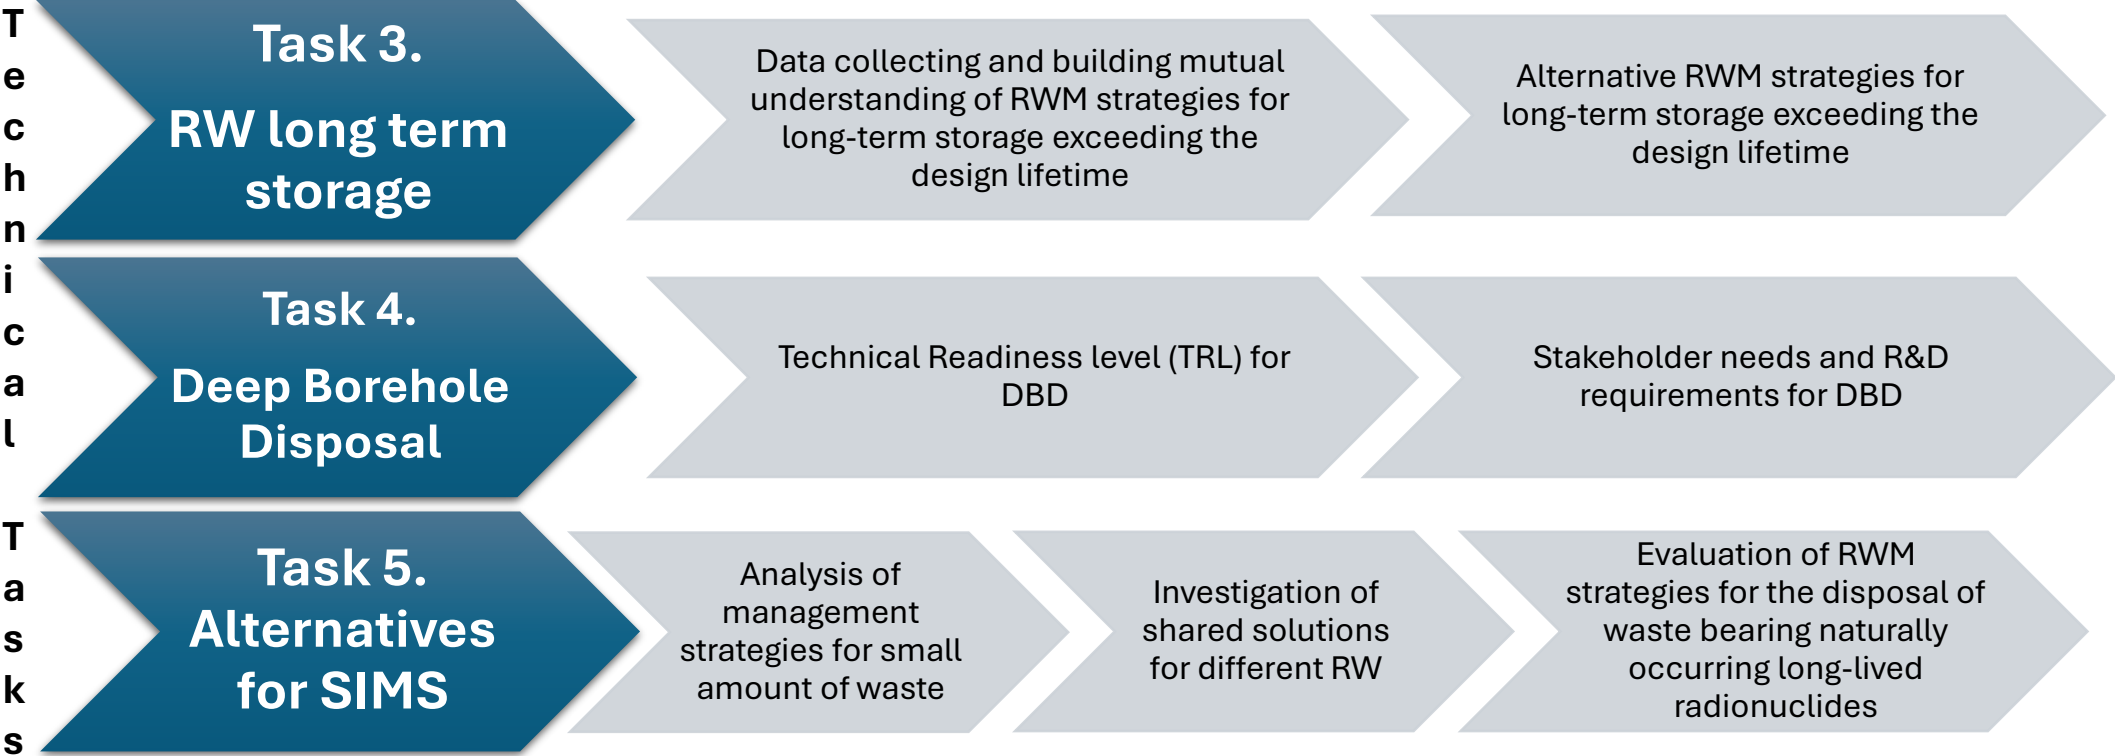 Technical Tasks
Task 3.
RW long term
storage
Data collecting and building mutual
understanding of RWM strategies for
long-term storage exceeding the
design lifetime
Alternative RWM strategies for
long-term storage exceeding the
design lifetime
Task 4.
Deep Borehole
Disposal
Technical Readiness level (TRL) for
DBD
Stakeholder needs and R&D
requirements for DBD
Task 5.
Alternatives
for SIMS
Analysis of
management
strategies for small
amount of waste
Investigation of
shared solutions
for different RW
Evaluation of RWM
strategies for the disposal of
waste bearing naturally
occurring long-lived
radionuclides